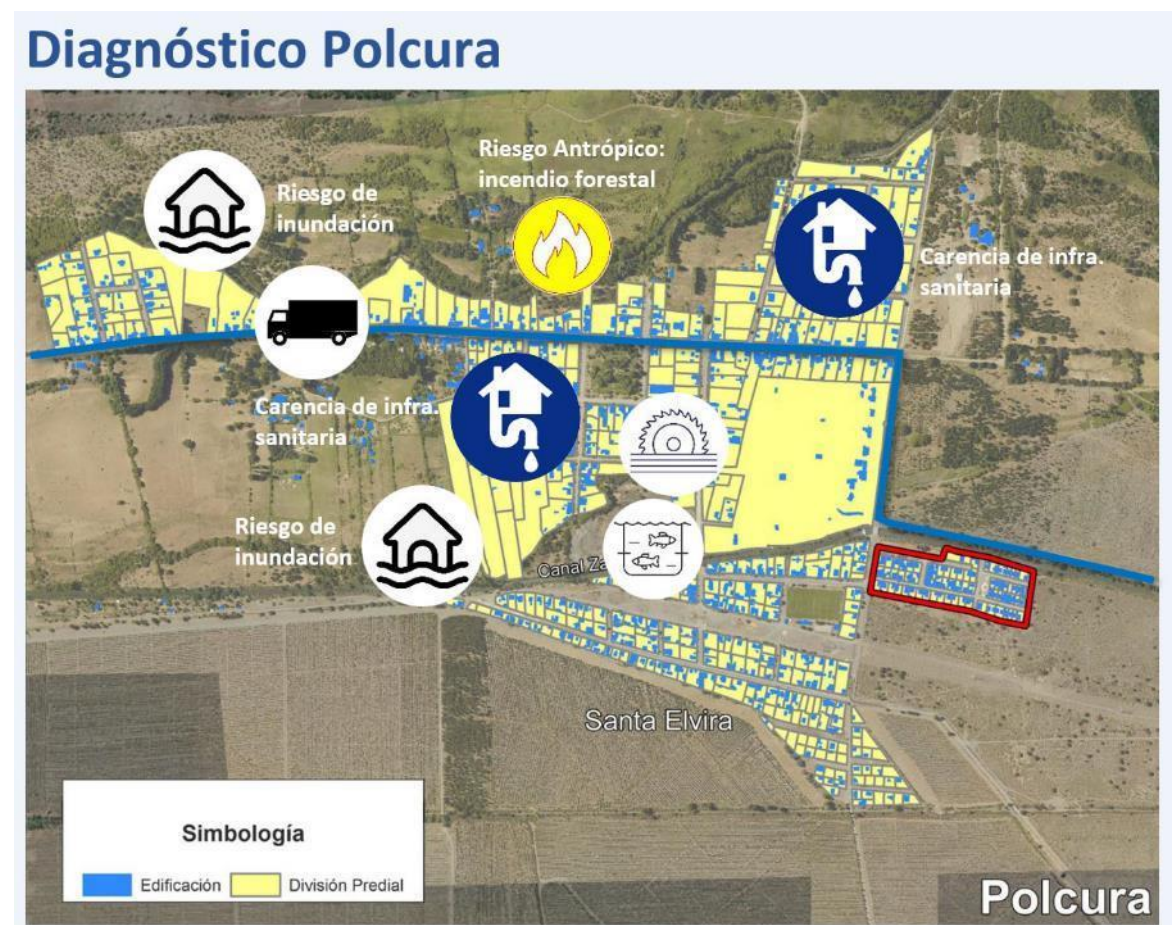 Diagnóstico Polcura
Riesgo de
inundación
Riesgo Antrópico:
incendio forestal
Carencia de infra.
sanitaria
Carencia de infra.
sanitaria
Riesgo de
inundación
Canal
Santa Elvira
Simbología
Edificación
División Predial
Polcura